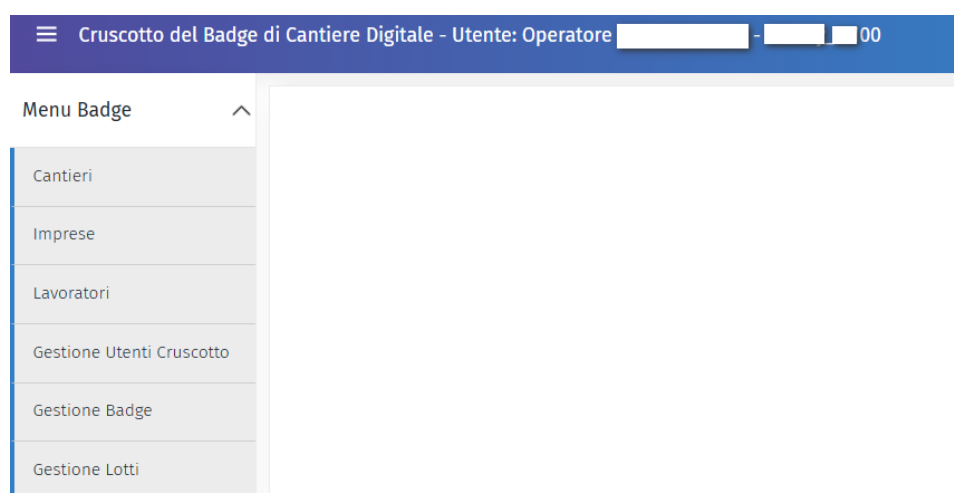 Cruscotto del Badge di Cantiere Digitale - Utente: Operatore - 00
Menu Badge
Cantieri
Imprese
Lavoratori
Gestione Utenti Cruscotto
Gestione Badge
Gestione Lotti